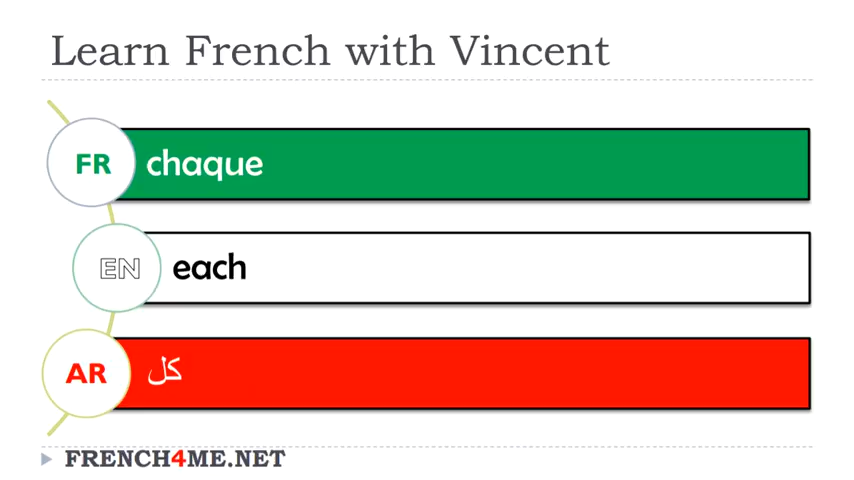 Learn French with Vincent
FR chaque
EN each
AR كل
FRENCH4ME.NET